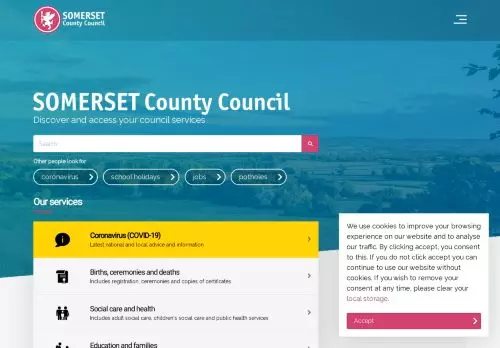 SOMERSET
County Council
SOMERSET County Council
Discover and access your council services
Search
Other people look for
coronavirus
school holidays
jobs
potholes
Our services
Coronavirus (COVID-19)
Latest national and local advice and information
Births, ceremonies and deaths
Includes registration, ceremonies and copies of certificates
Social care and health
Includes adult social care, children's social care and public health services
Education and families
We use cookies to improve your browsing
experience on our website and to analyse
our traffic. By clicking accept, you consent
to this. If you do not click accept you can
continue to use our website without
cookies. If you wish to remove your
consent at any time, please clear your
local storage.
Accept